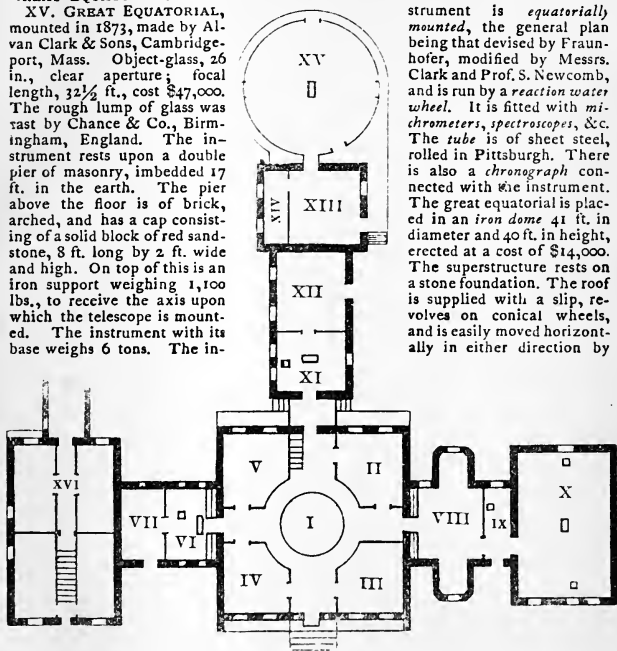 XV. GREAT EQUATORIAL,
mounted in 1873, made by Al-
van Clark & Sons, Cambridge-
port, Mass. Object-glass, 26
in., clear aperture; focal
length, 32½ ft., cost $47,000.
The rough lump of glass was
cast by Chance & Co., Birm-
ingham, England. The in-
strument rests upon a double
pier of masonry, imbedded 17
ft. in the earth. The pier
above the floor is of brick,
arched, and has a cap consist-
ing of a solid block of red sand-
stone, 8 ft. long by 2 ft. wide
and high. On top of this is an
iron support weighing 1,100
lbs., to receive the axis upon
which the telescope is mount-
ed. The instrument with its
base weighs 6 tons. The in-
strument is equatorially
mounted, the general plan
being that devised by Fraun-
hofer, modified by Messrs.
Clark and Prof. S. Newcomb,
and is run by a reaction water
wheel. It is fitted with mi-
chrometers, spectroscopes, &c.
The tube is of sheet steel,
rolled in Pittsburgh. There
is also a chronograph con-
nected with the instrument.
The great equatorial is plac-
ed in an iron dome 41 ft. in
diameter and 40 ft. in height,
erected at a cost of $14,000.
The superstructure rests on
a stone foundation. The roof
is supplied with a slip, re-
volves on conical wheels,
and is easily moved horizont-
ally in either direction by
XV
XIV
XIII
XII
XI
XVI
V
II
X
VII
VI
I
VIII
IX
IV
III